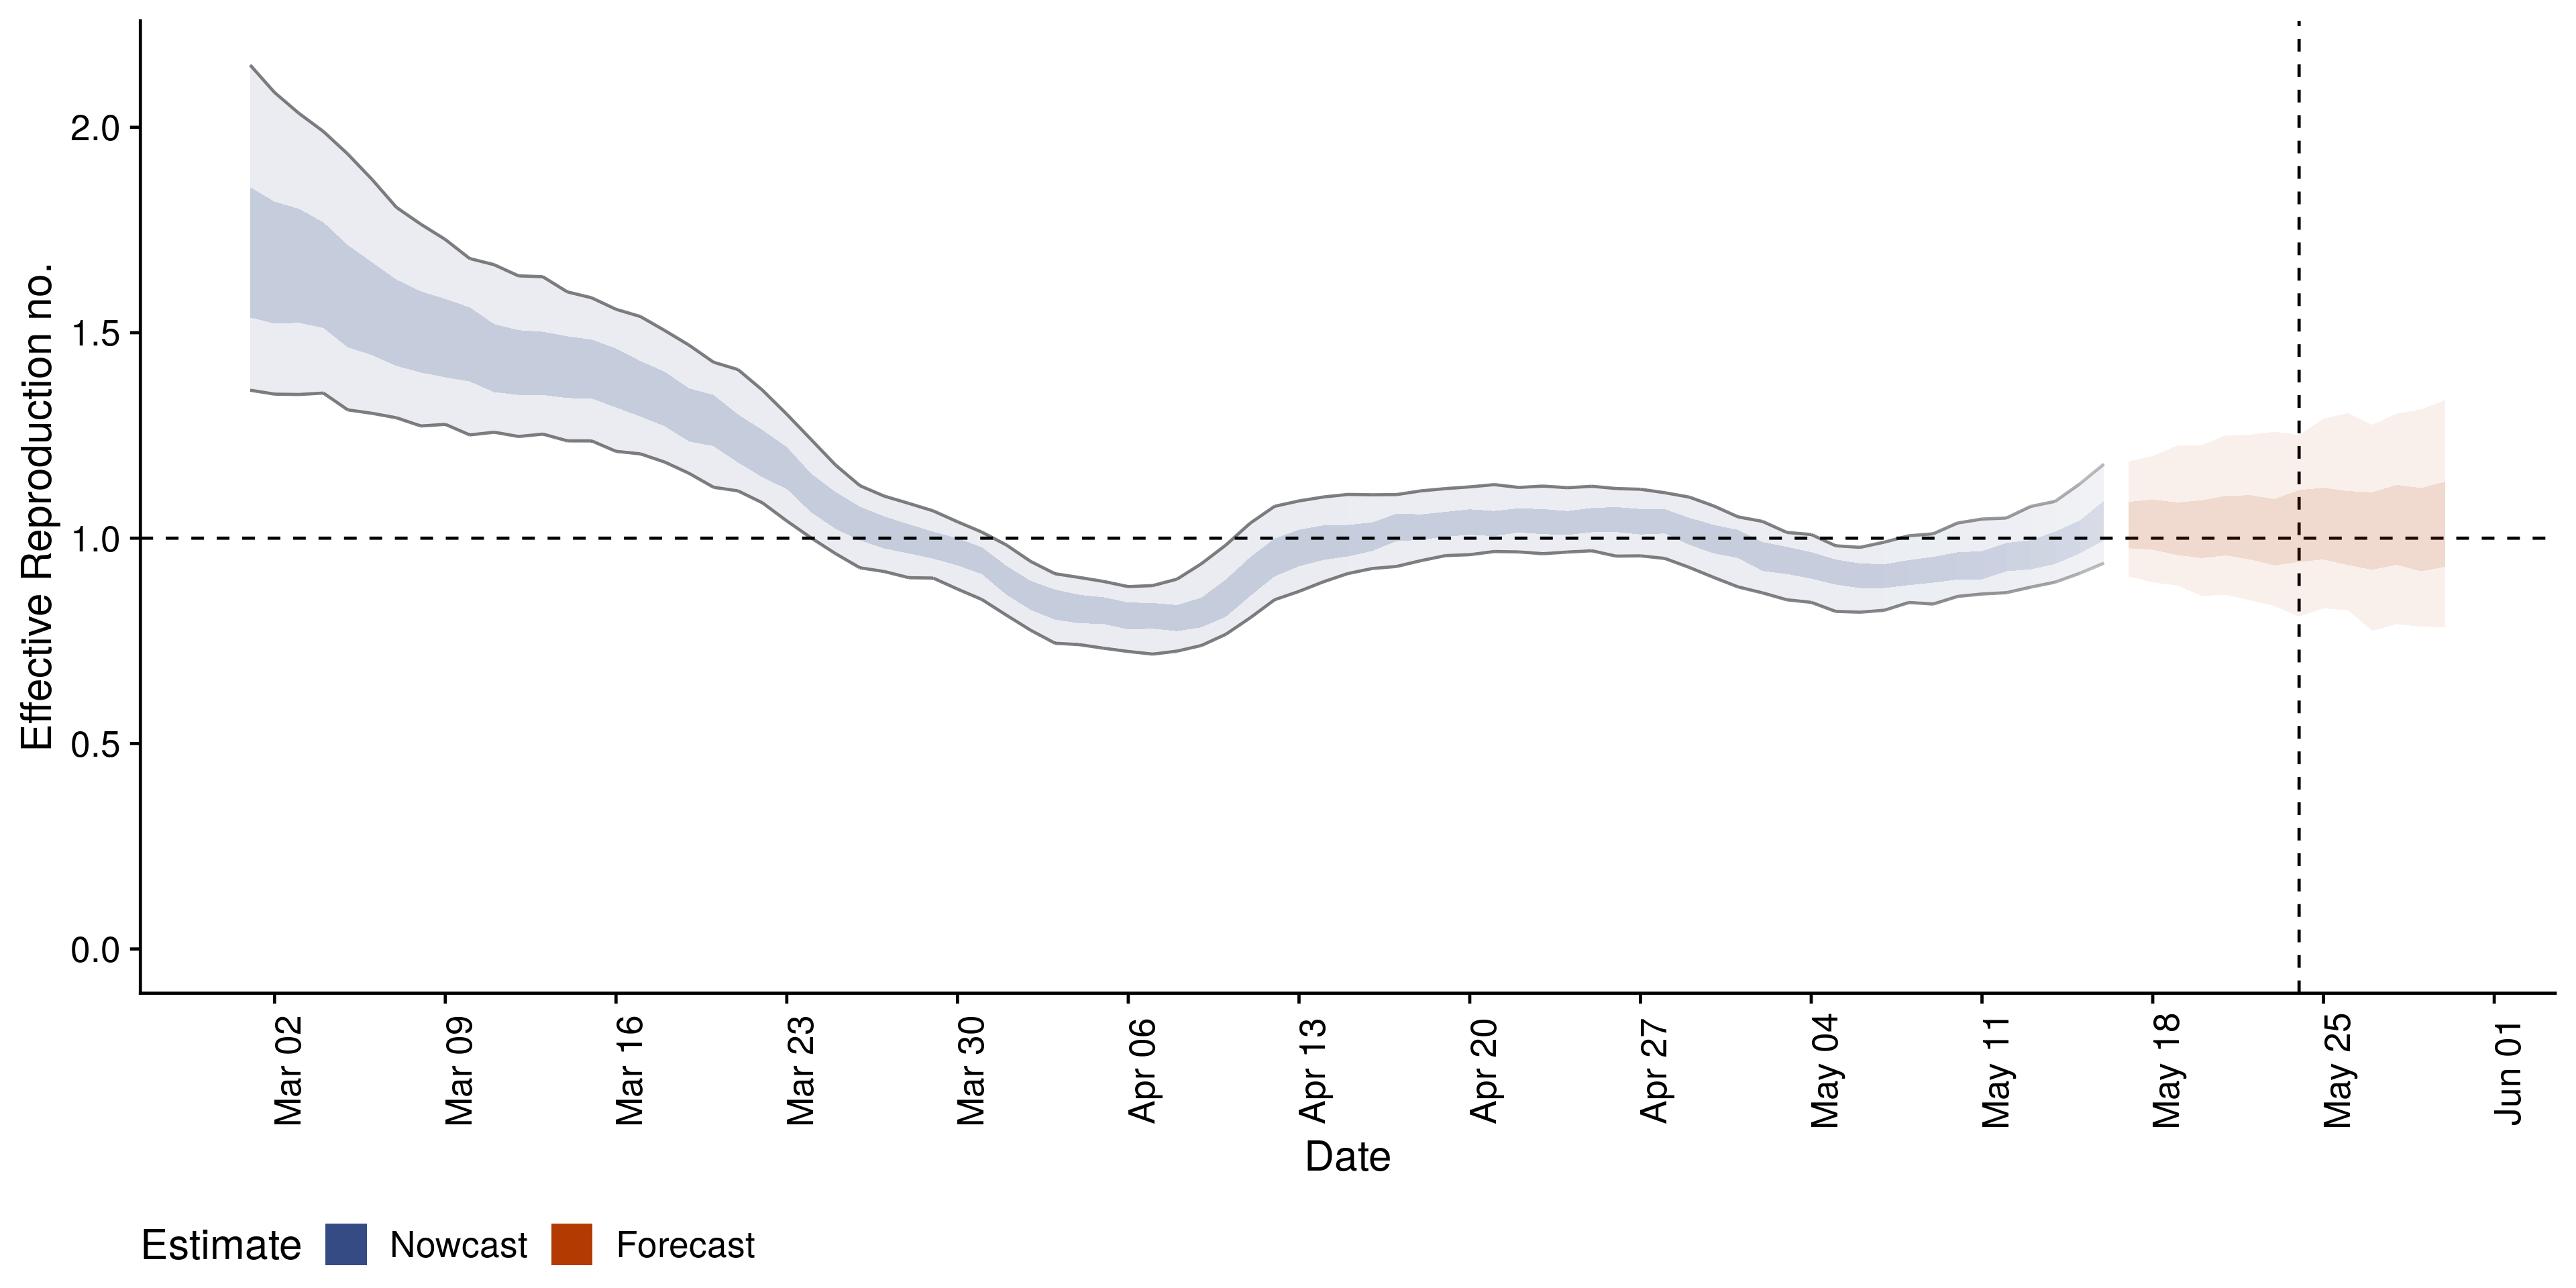 Effective Reproduction no.
2.0
1.5
1.0
0.5
0.0
Mar 02
Mar 09
Mar 16
Mar 23
Mar 30
Apr 06
Apr 13
Apr 20
Apr 27
May 04
May 11
May 18
May 25
Jun 01
Date
Estimate Nowcast Forecast